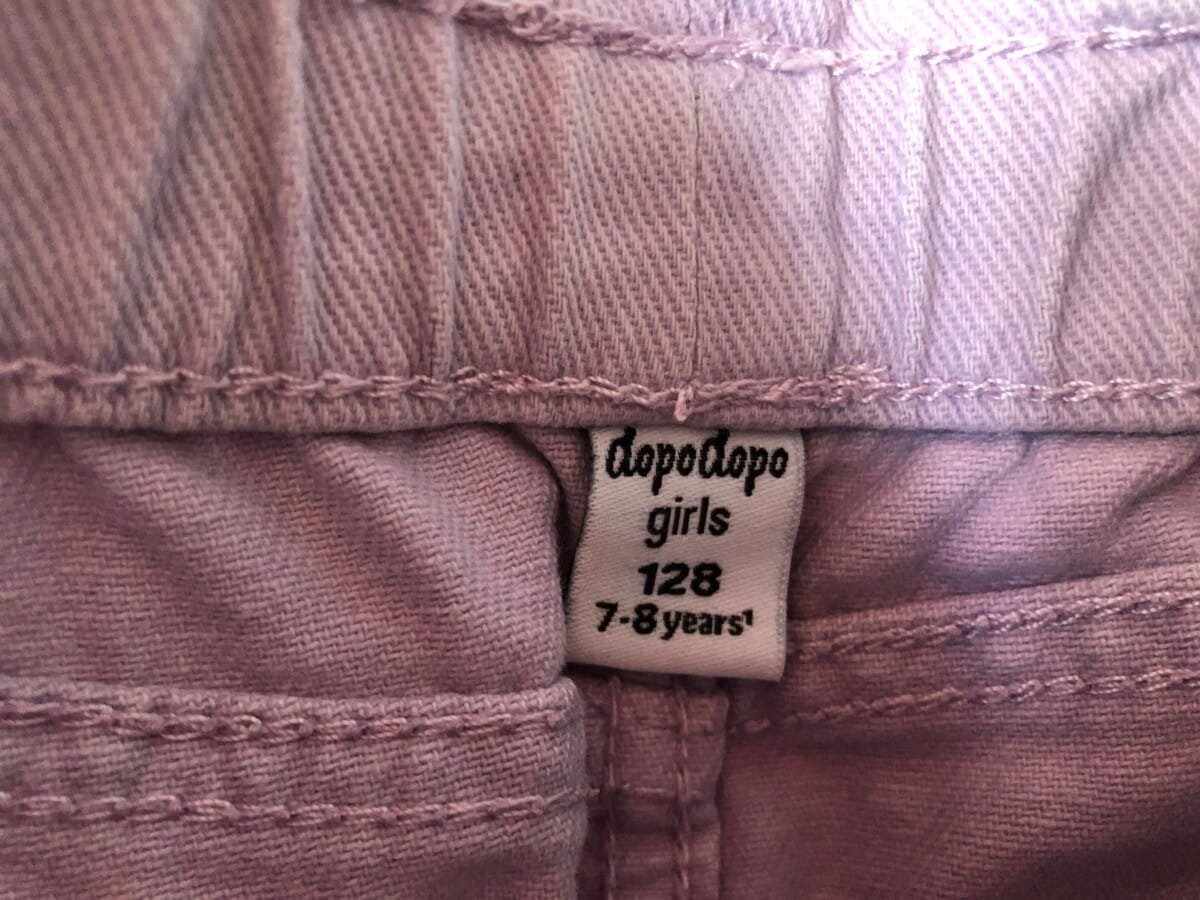 dopodopo
girls
128
7-8 years¹